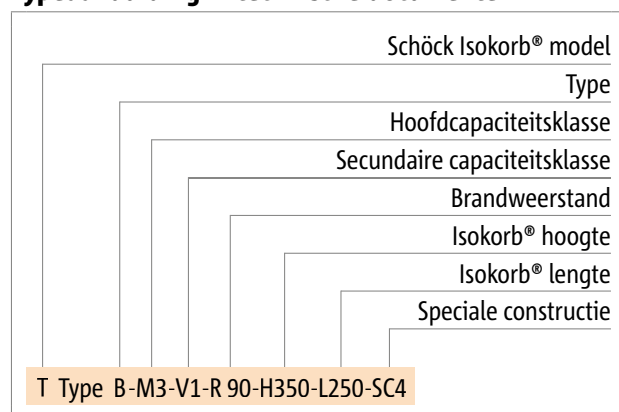 Schöck Isokorb® model
Type
Hoofdcapaciteitsklasse
Secundaire capaciteitsklasse
Brandweerstand
Isokorb® hoogte
Isokorb® lengte
Speciale constructie
T Type B-M3-V1-R 90-H350-L250-SC4